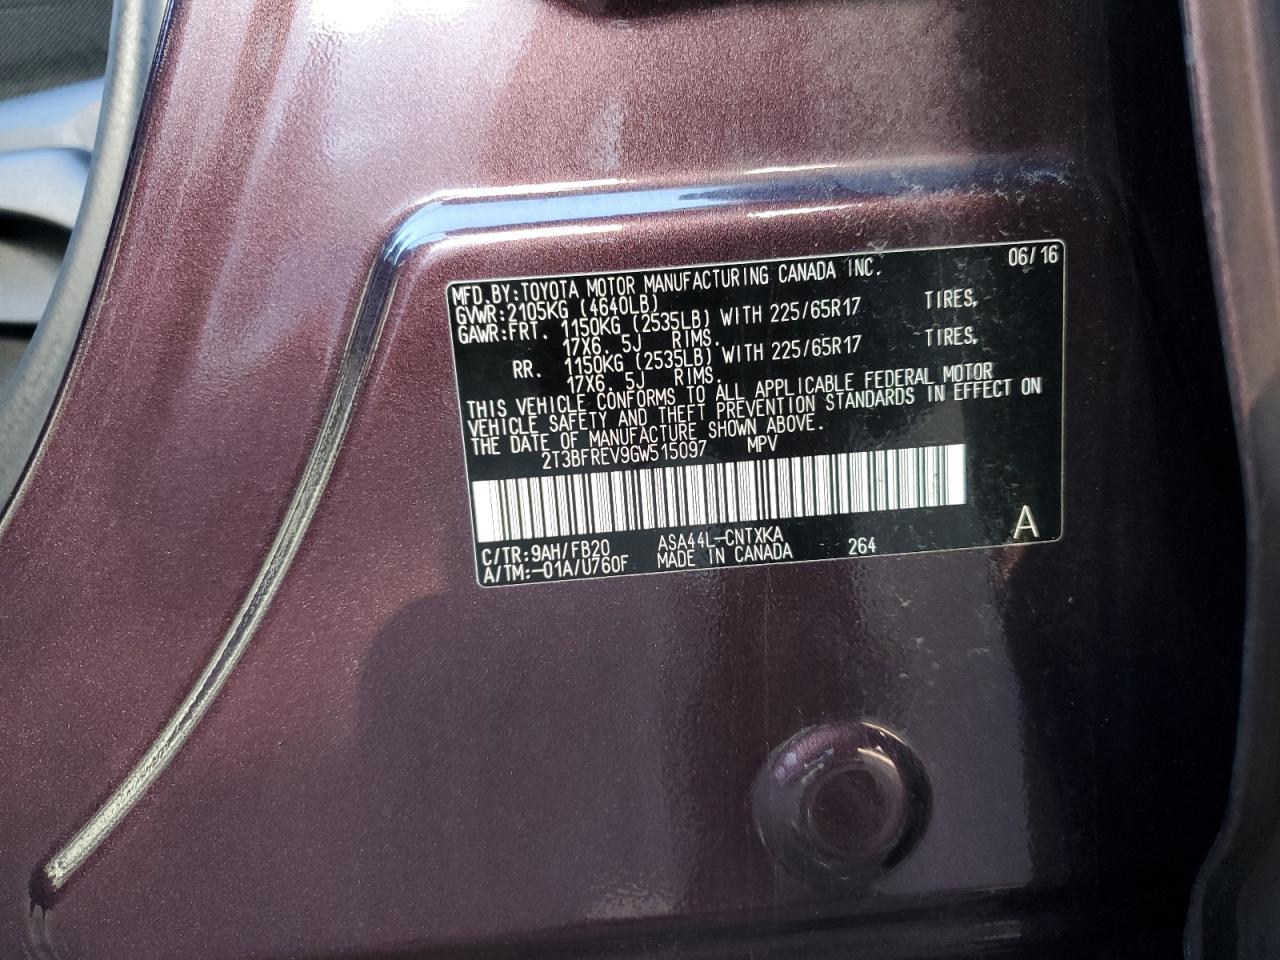 MFD.BY:TOYOTA MOTOR MANUFACTURING CANADA INC. 06/16
GVWR:2105KG (4640LB)
GAWR:FRT. 1150KG (2535LB) WITH 225/65R17 TIRES,
17X6. 5J RIMS.
RR. 1150KG (2535LB) WITH 225/65R17 TIRES,
17X6. 5J RIMS.
THIS VEHICLE CONFORMS TO ALL APPLICABLE FEDERAL MOTOR
VEHICLE SAFETY AND THEFT PREVENTION STANDARDS IN EFFECT ON
THE DATE OF MANUFACTURE SHOWN ABOVE.
2T3BFREV9GW515097 MPV
C/TR:9AH/FB20 ASA44L-CNTXKA 264 A
A/TM:-01A/U760F MADE IN CANADA